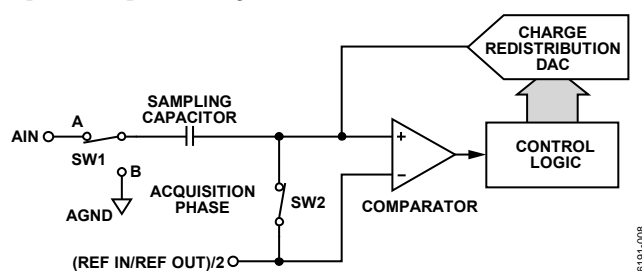 CHARGE
REDISTRIBUTION
DAC
SAMPLING
CAPACITOR
A
AIN
SW1
+
–
CONTROL
LOGIC
B
ACQUISITION
PHASE
SW2
COMPARATOR
AGND
(REF IN/REF OUT)/2